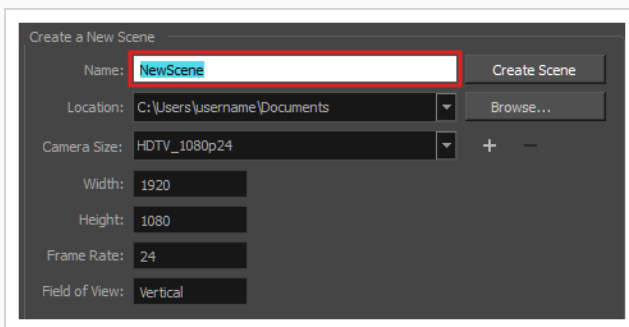 Create a New Scene
Name: NewScene Create Scene
Location: C:\Users\username\Documents Browse...
Camera Size: HDTV_1080p24 + −
Width: 1920
Height: 1080
Frame Rate: 24
Field of View: Vertical